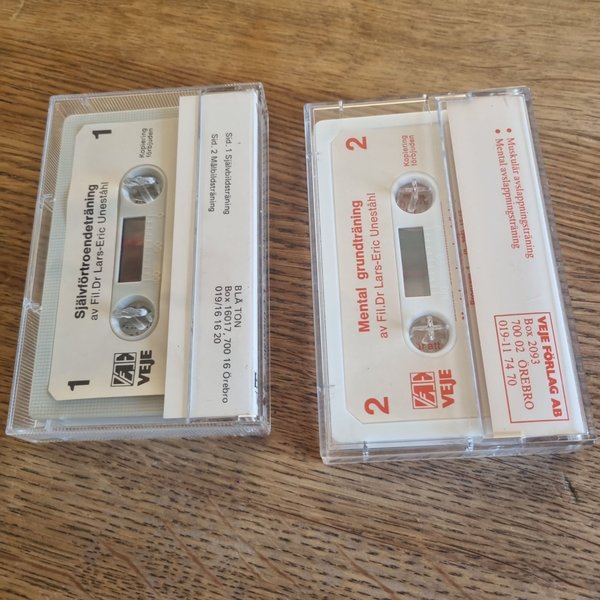 1
1
Kopiering
förbjuden
Självförtroendeträning
av Fil.Dr Lars-Eric Uneståhl
VEJE
Sid. 1 Självbildsträning
Sid. 2 Målbildsträning
BLÅ TON
Box 16017, 700 16 Örebro
019/16 16 20
2
2
Kopiering
förbjuden
Mental grundträning
av Fil.Dr Lars-Eric Uneståhl
VEJE
• Muskulär avslappningsträning
• Mental avslappningsträning
VEJE FÖRLAG AB
Box 2093
700 02 ÖREBRO
019-11 74 70